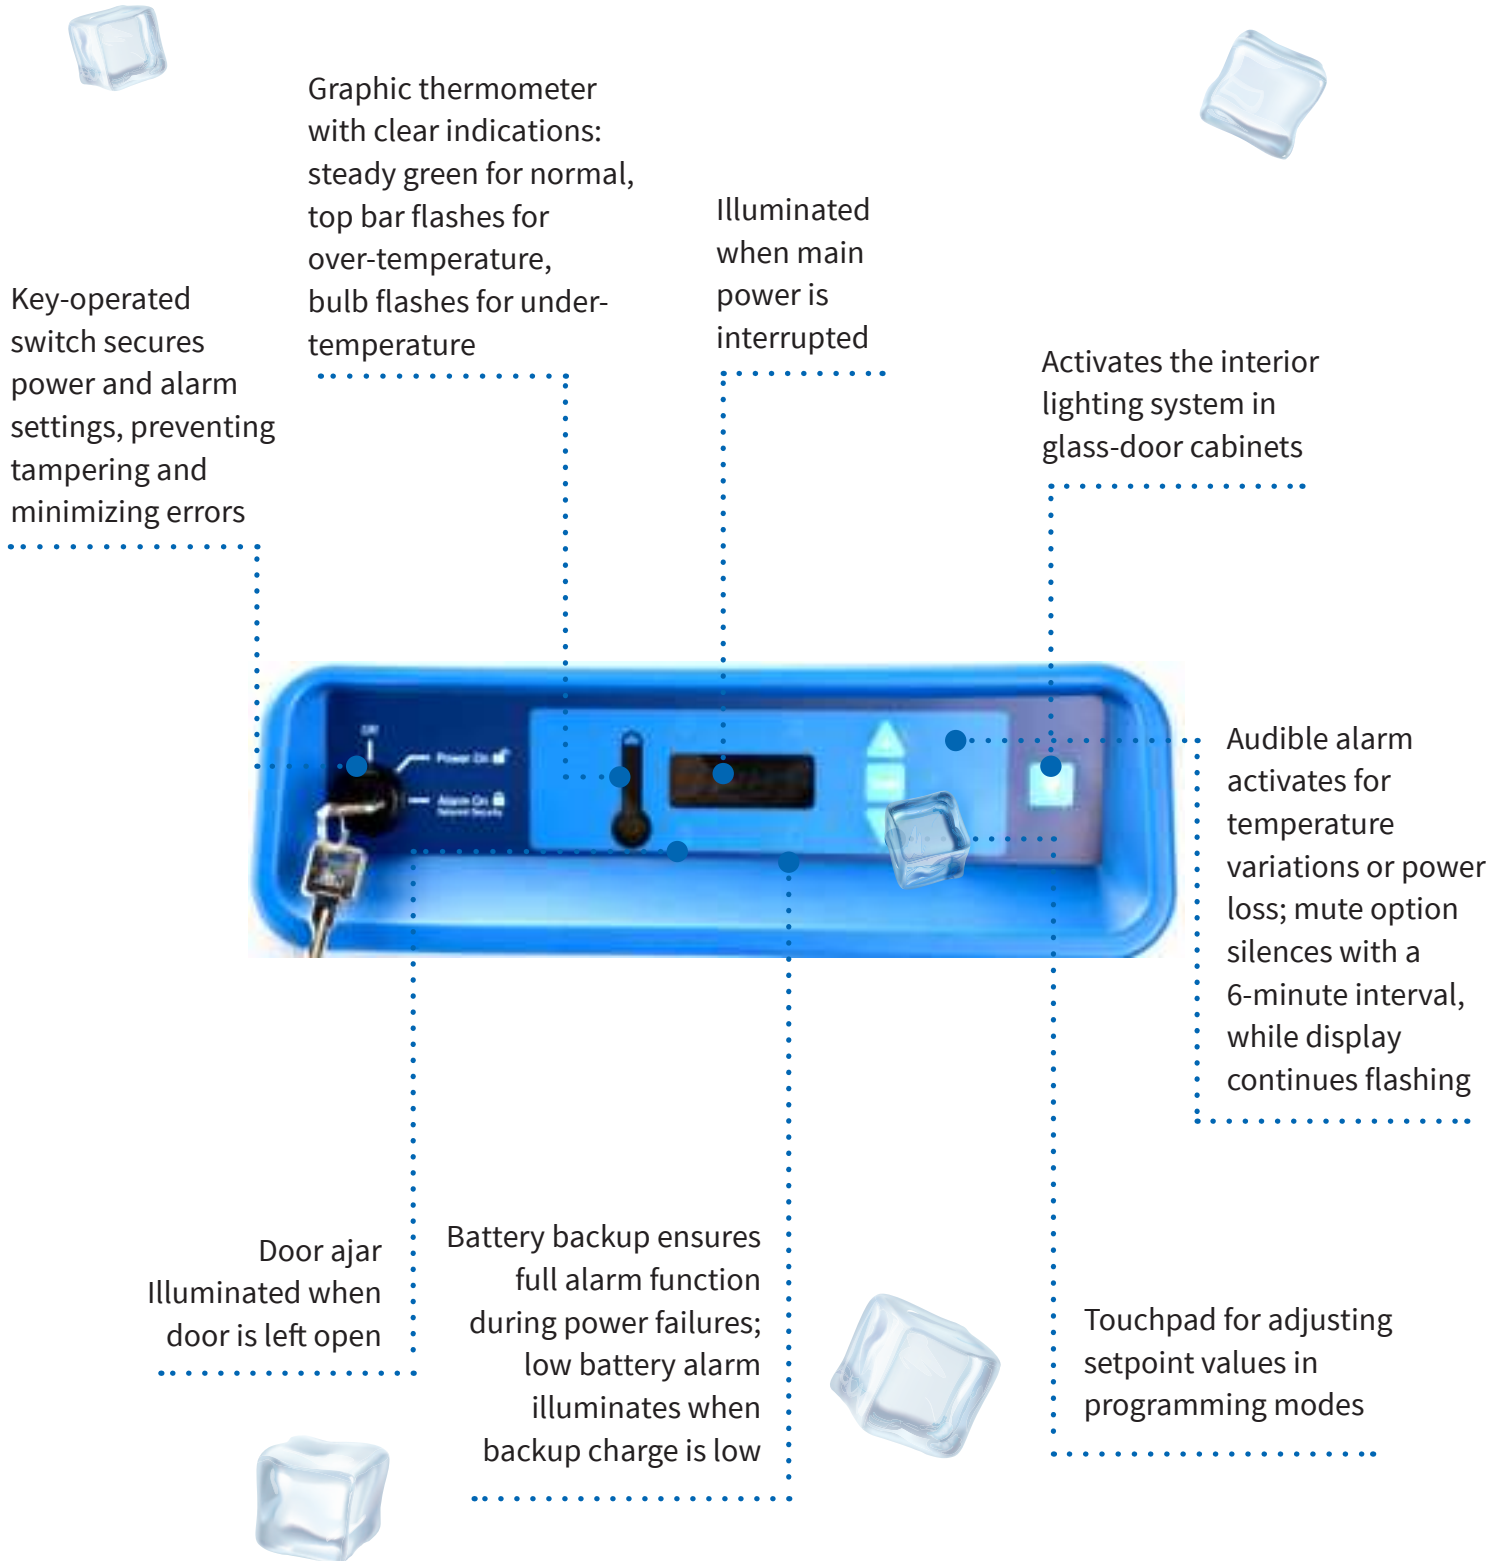 Graphic thermometer
with clear indications:
steady green for normal,
top bar flashes for
over-temperature,
bulb flashes for under-
temperature
Illuminated
when main
power is
interrupted
Key-operated
switch secures
power and alarm
settings, preventing
tampering and
minimizing errors
Activates the interior
lighting system in
glass-door cabinets
Off
Power On
Alarm On
Audible alarm
activates for
temperature
variations or power
loss; mute option
silences with a
6-minute interval,
while display
continues flashing
Door ajar
Illuminated when
door is left open
Battery backup ensures
full alarm function
during power failures;
low battery alarm
illuminates when
backup charge is low
Touchpad for adjusting
setpoint values in
programming modes